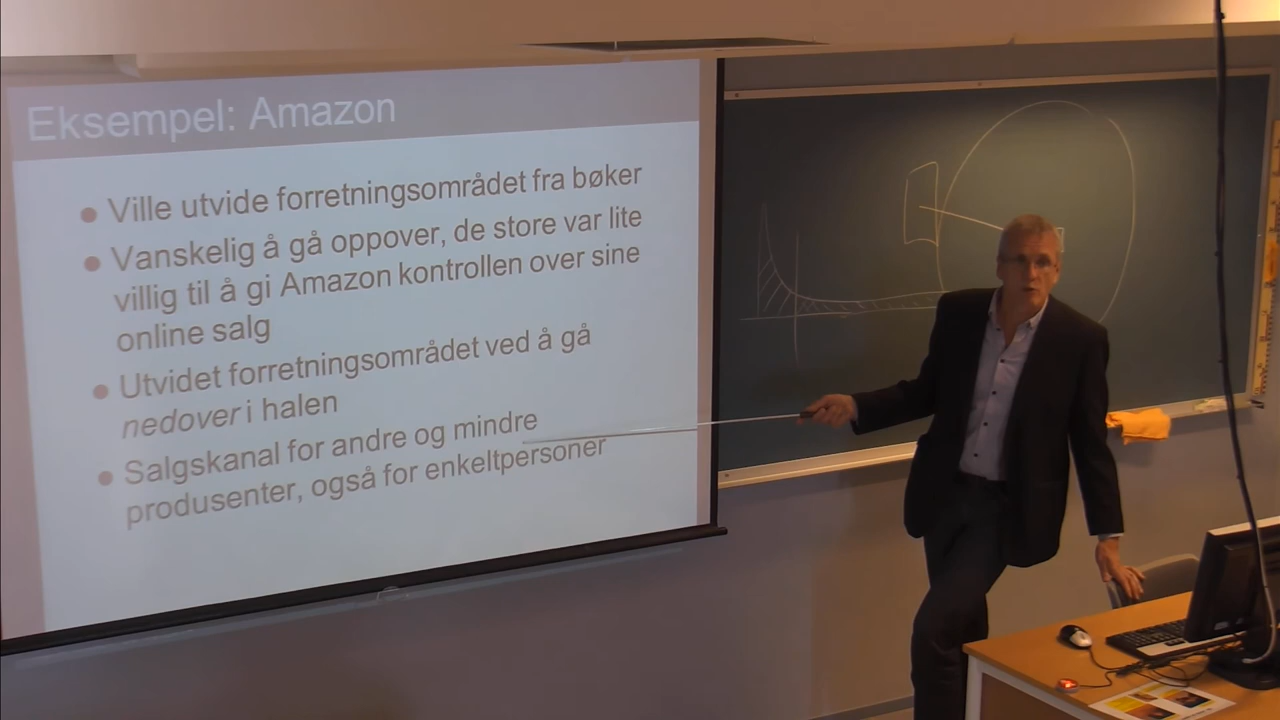 Eksempel: Amazon
Ville utvide forretningsområdet fra bøker
Vanskelig å gå oppover, de store var lite
villig til å gi Amazon kontrollen over sine
online salg
Utvidet forretningsområdet ved å gå
nedover i halen
Salgskanal for andre og mindre
produsenter, også for enkeltpersoner